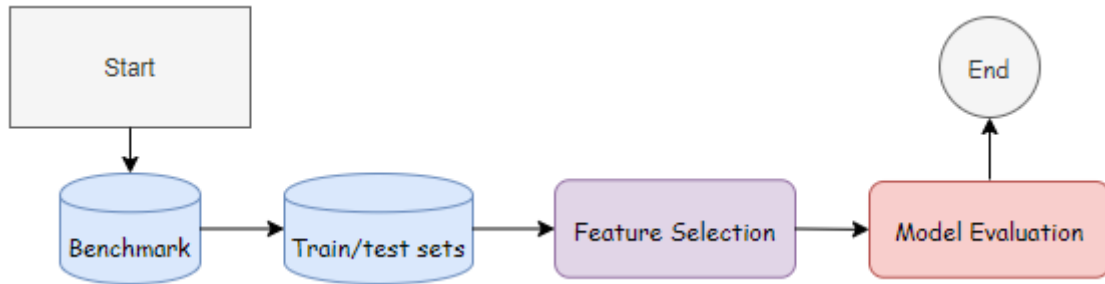 Start
End
Benchmark
Train/test sets
Feature Selection
Model Evaluation